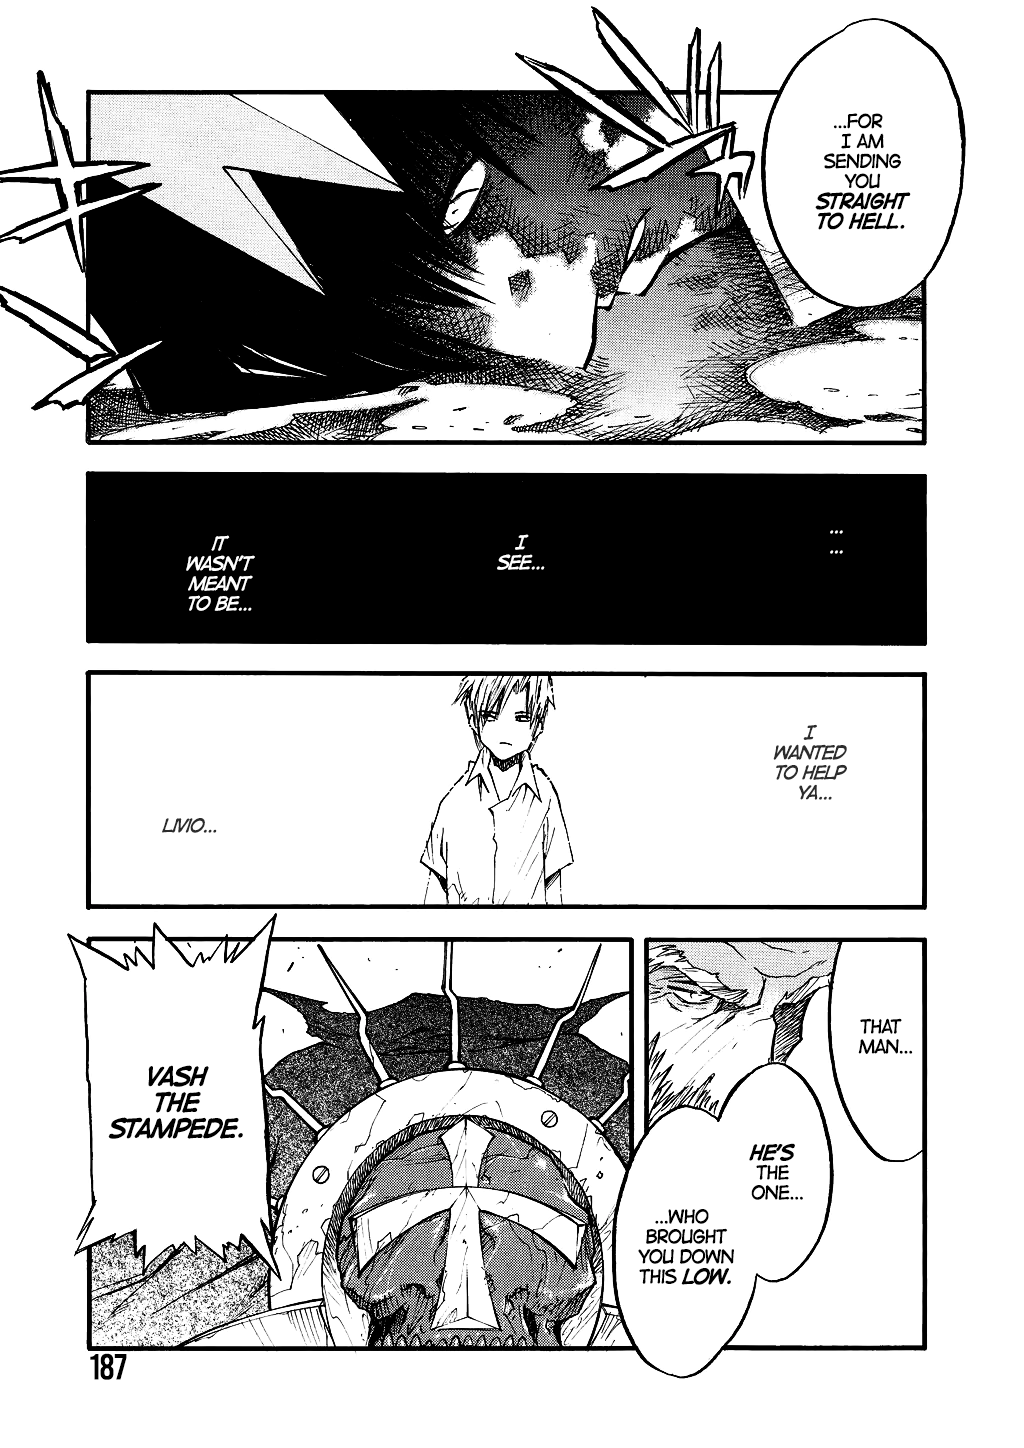 ...FOR
I AM
SENDING
YOU
STRAIGHT
TO HELL.
...
...
I
SEE...
IT
WASN'T
MEANT
TO BE...
I
WANTED
TO HELP
YA...
LIVIO...
THAT
MAN...
HE'S
THE
ONE...
...WHO
BROUGHT
YOU DOWN
THIS LOW.
VASH
THE
STAMPEDE.
187